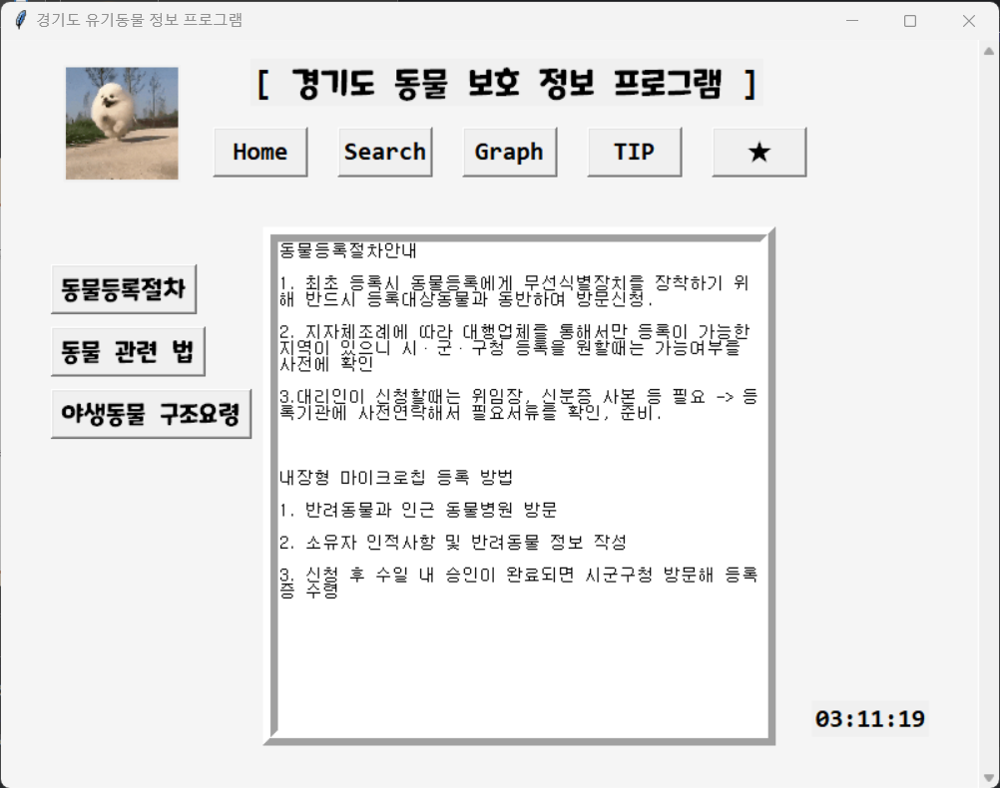 경기도 유기동물 정보 프로그램
[ 경기도 동물 보호 정보 프로그램 ]
Home Search Graph TIP ★
동물등록절차
동물 관련 법
야생동물 구조요령
동물등록절차안내
1. 최초 등록시 동물등록에게 무선식별장치를 장착하기 위
해 반드시 등록대상동물과 동반하여 방문신청.
2. 지자체조례에 따라 대행업체를 통해서만 등록이 가능한
지역이 있으니 시·군·구청 등록을 원할때는 가능여부를
사전에 확인
3.대리인이 신청할때는 위임장, 신분증 사본 등 필요 -> 등
록기관에 사전연락해서 필요서류를 확인, 준비.
내장형 마이크로칩 등록 방법
1. 반려동물과 인근 동물병원 방문
2. 소유자 인적사항 및 반려동물 정보 작성
3. 신청 후 수일 내 승인이 완료되면 시군구청 방문해 등록
증 수령
03:11:19